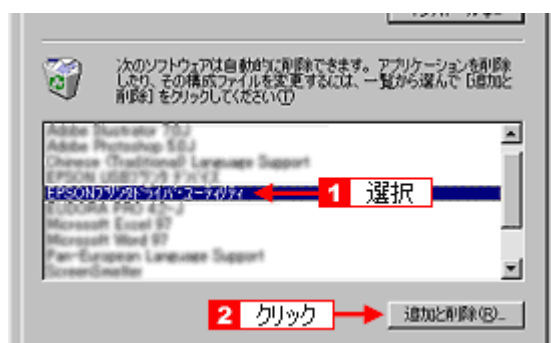 次のソフトウェアは自動的に削除できます。アプリケーションを削除
したり、その構成ファイルを変更するには、一覧から選んで [追加と
削除] をクリックしてください(T)
Adobe Illustrator 7.0J
Adobe Photoshop 5.0J
Chinese (Traditional) Language Support
EPSON USBプリンタ デバイス
EPSONプリンタドライバ・ユーティリティ
1 選択
EUDORA PRO 4.2-J
Microsoft Excel 97
Microsoft Word 97
Pan-European Language Support
2 クリック
追加と削除(R)...